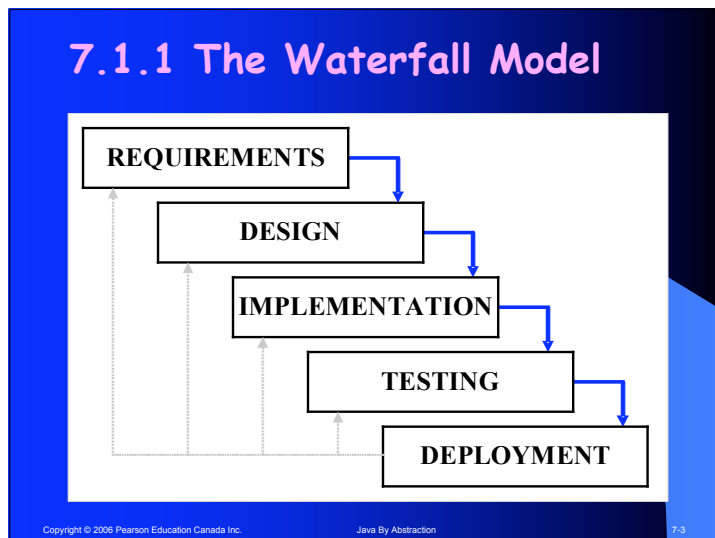 7.1.1 The Waterfall Model
REQUIREMENTS
DESIGN
IMPLEMENTATION
TESTING
DEPLOYMENT
Copyright © 2006 Pearson Education Canada Inc.
Java By Abstraction
7-3